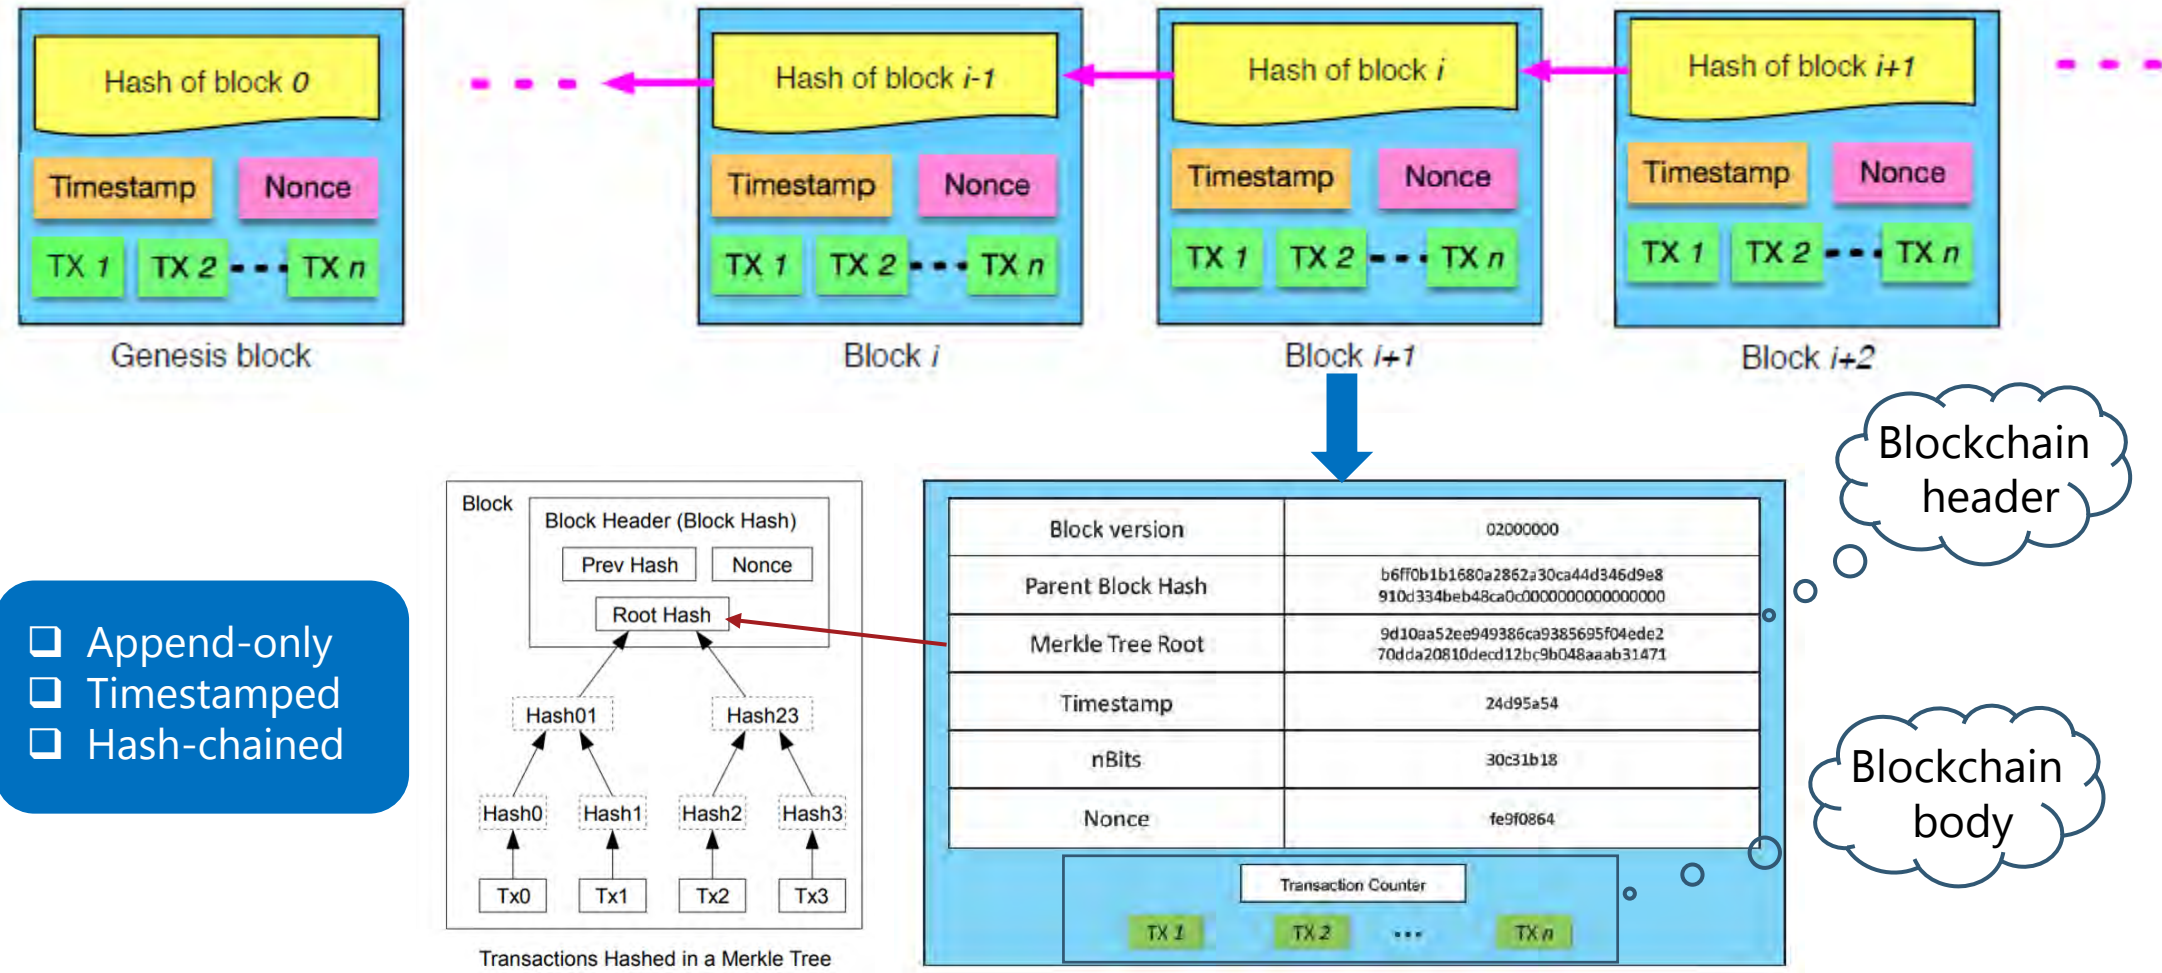 Hash of block 0
Timestamp Nonce
TX 1 TX 2 TX n
Genesis block
Hash of block i-1
Timestamp Nonce
TX 1 TX 2 TX n
Block i
Hash of block i
Timestamp Nonce
TX 1 TX 2 TX n
Block i+1
Hash of block i+1
Timestamp Nonce
TX 1 TX 2 TX n
Block i+2
Append-only
Timestamped
Hash-chained
Block
Block Header (Block Hash)
Prev Hash Nonce
Root Hash
Hash01 Hash23
Hash0 Hash1 Hash2 Hash3
Tx0 Tx1 Tx2 Tx3
Transactions Hashed in a Merkle Tree
Block version 02000000
Parent Block Hash b6ff0b1b1680a2862a30ca44d346d9e8
910d334beb48ca0c0000000000000000
Merkle Tree Root 9d10aa52ee949386ca9385695f04ede2
70dda20810decd12bc9b048aaab31471
Timestamp 24d95a54
nBits 30c31b18
Nonce fe9f0864
Transaction Counter
TX 1 TX 2 ... TX n
Blockchain
header
Blockchain
body